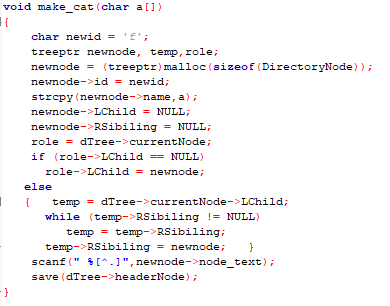 void make_cat(char a[])
{
char newid = 'f';
treeptr newnode, temp,role;
newnode = (treeptr)malloc(sizeof(DirectoryNode));
newnode->id = newid;
strcpy(newnode->name,a);
newnode->LChild = NULL;
newnode->RSibiling = NULL;
role = dTree->currentNode;
if (role->LChild == NULL)
role->LChild = newnode;
else
{ temp = dTree->currentNode->LChild;
while (temp->RSibiling != NULL)
temp = temp->RSibiling;
temp->RSibiling = newnode; }
scanf(" %[^.]",newnode->node_text);
save(dTree->headerNode);
}